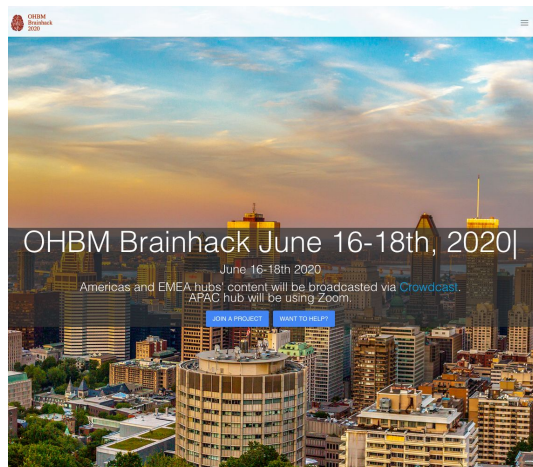 OHBM
Brainhack
2020
OHBM Brainhack June 16-18th, 2020|
June 16-18th 2020
Americas and EMEA hubs' content will be broadcasted via Crowdcast.
APAC hub will be using Zoom.
JOIN A PROJECT WANT TO HELP?